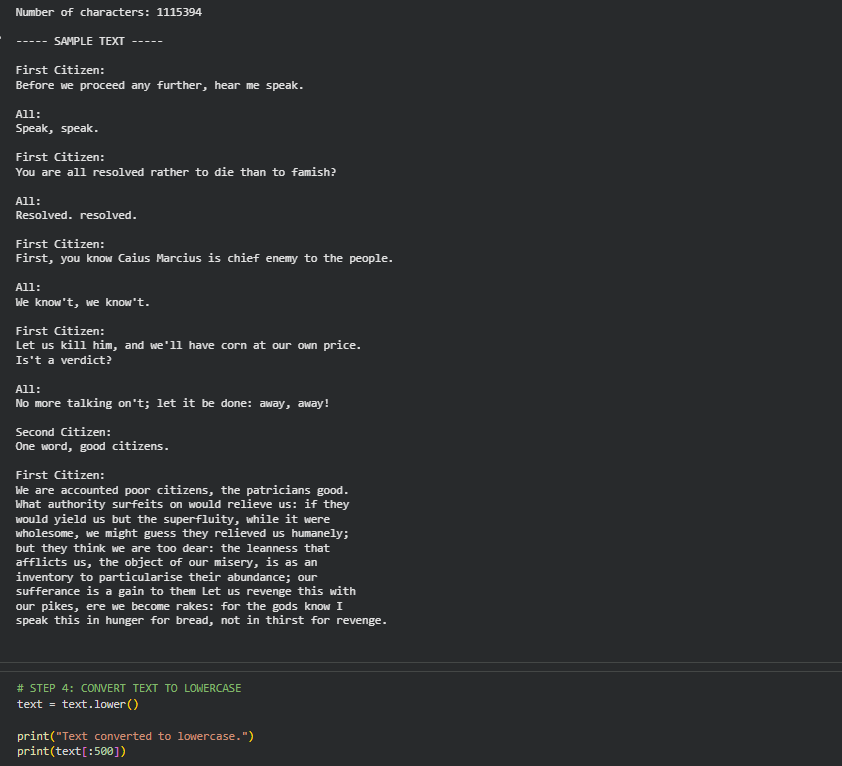 Number of characters: 1115394
----- SAMPLE TEXT -----
First Citizen:
Before we proceed any further, hear me speak.
All:
Speak, speak.
First Citizen:
You are all resolved rather to die than to famish?
All:
Resolved. resolved.
First Citizen:
First, you know Caius Marcius is chief enemy to the people.
All:
We know't, we know't.
First Citizen:
Let us kill him, and we'll have corn at our own price.
Is't a verdict?
All:
No more talking on't; let it be done: away, away!
Second Citizen:
One word, good citizens.
First Citizen:
We are accounted poor citizens, the patricians good.
What authority surfeits on would relieve us: if they
would yield us but the superfluity, while it were
wholesome, we might guess they relieved us humanely;
but they think we are too dear: the leanness that
afflicts us, the object of our misery, is as an
inventory to particularise their abundance; our
sufferance is a gain to them Let us revenge this with
our pikes, ere we become rakes: for the gods know I
speak this in hunger for bread, not in thirst for revenge.
# STEP 4: CONVERT TEXT TO LOWERCASE
text = text.lower()
print("Text converted to lowercase.")
print(text[:500])